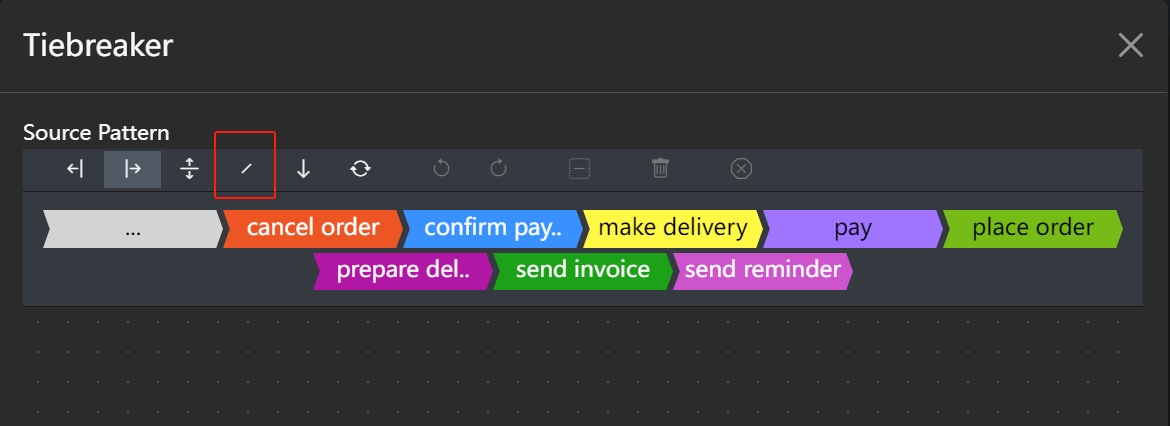 Tiebreaker
Source Pattern
... cancel order confirm pay.. make delivery pay place order
prepare del.. send invoice send reminder